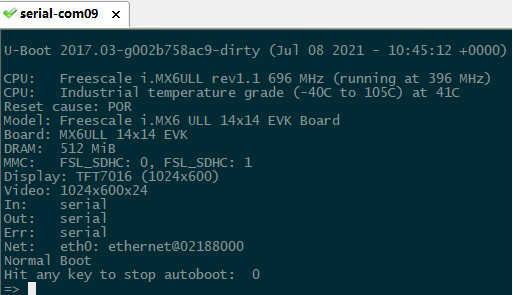 serial-com09
U-Boot 2017.03-g002b758ac9-dirty (Jul 08 2021 - 10:45:12 +0000)
CPU:   Freescale i.MX6ULL rev1.1 696 MHz (running at 396 MHz)
CPU:   Industrial temperature grade (-40C to 105C) at 41C
Reset cause: POR
Model: Freescale i.MX6 ULL 14x14 EVK Board
Board: MX6ULL 14x14 EVK
DRAM:  512 MiB
MMC:   FSL_SDHC: 0, FSL_SDHC: 1
Display: TFT7016 (1024x600)
Video: 1024x600x24
In:    serial
Out:   serial
Err:   serial
Net:   eth0: ethernet@02188000
Normal Boot
Hit any key to stop autoboot:  0
=>